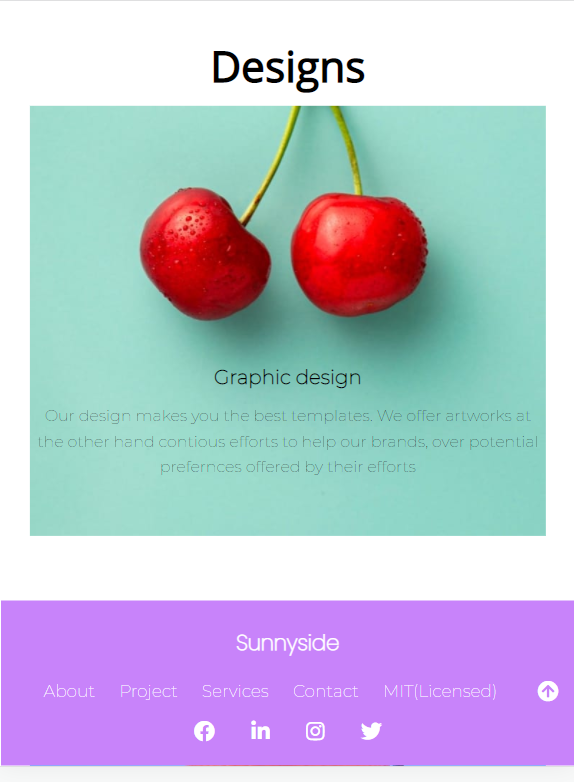 Designs
Graphic design
Our design makes you the best templates. We offer artworks at
the other hand contious efforts to help our brands, over potential
prefernces offered by their efforts
Sunnyside
About Project Services Contact MIT(Licensed)